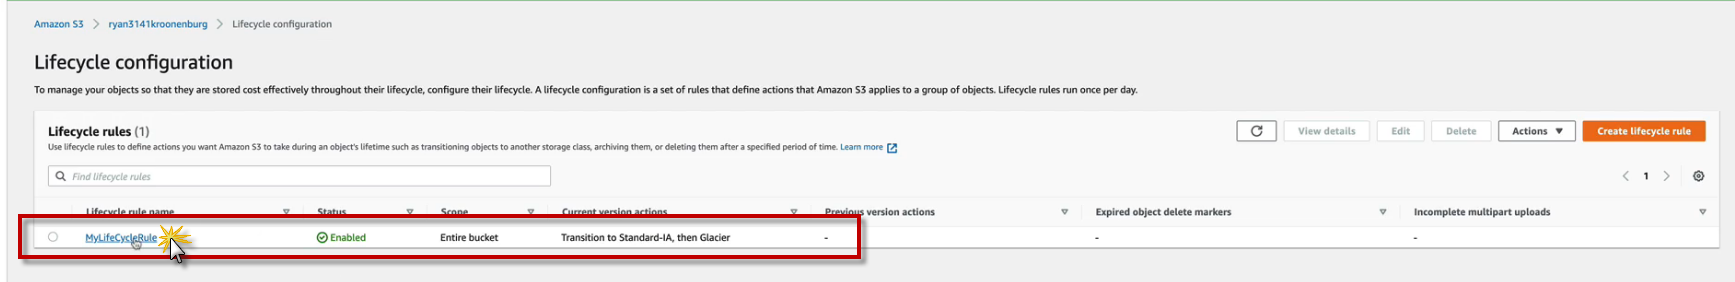 Amazon S3 > ryan3141kroonenburg > Lifecycle configuration
Lifecycle configuration
To manage your objects so that they are stored cost effectively throughout their lifecycle, configure their lifecycle. A lifecycle configuration is a set of rules that define actions that Amazon S3 applies to a group of objects. Lifecycle rules run once per day.
Lifecycle rules (1) View details Edit Delete Actions Create lifecycle rule
Use lifecycle rules to define actions you want Amazon S3 to take during an object's lifetime such as transitioning objects to another storage class, archiving them, or deleting them after a specified period of time. Learn more
Find lifecycle rules < 1 >
Lifecycle rule name Status Scope Current version actions Previous version actions Expired object delete markers Incomplete multipart uploads
MyLifeCycleRule Enabled Entire bucket Transition to Standard-IA, then Glacier - - -